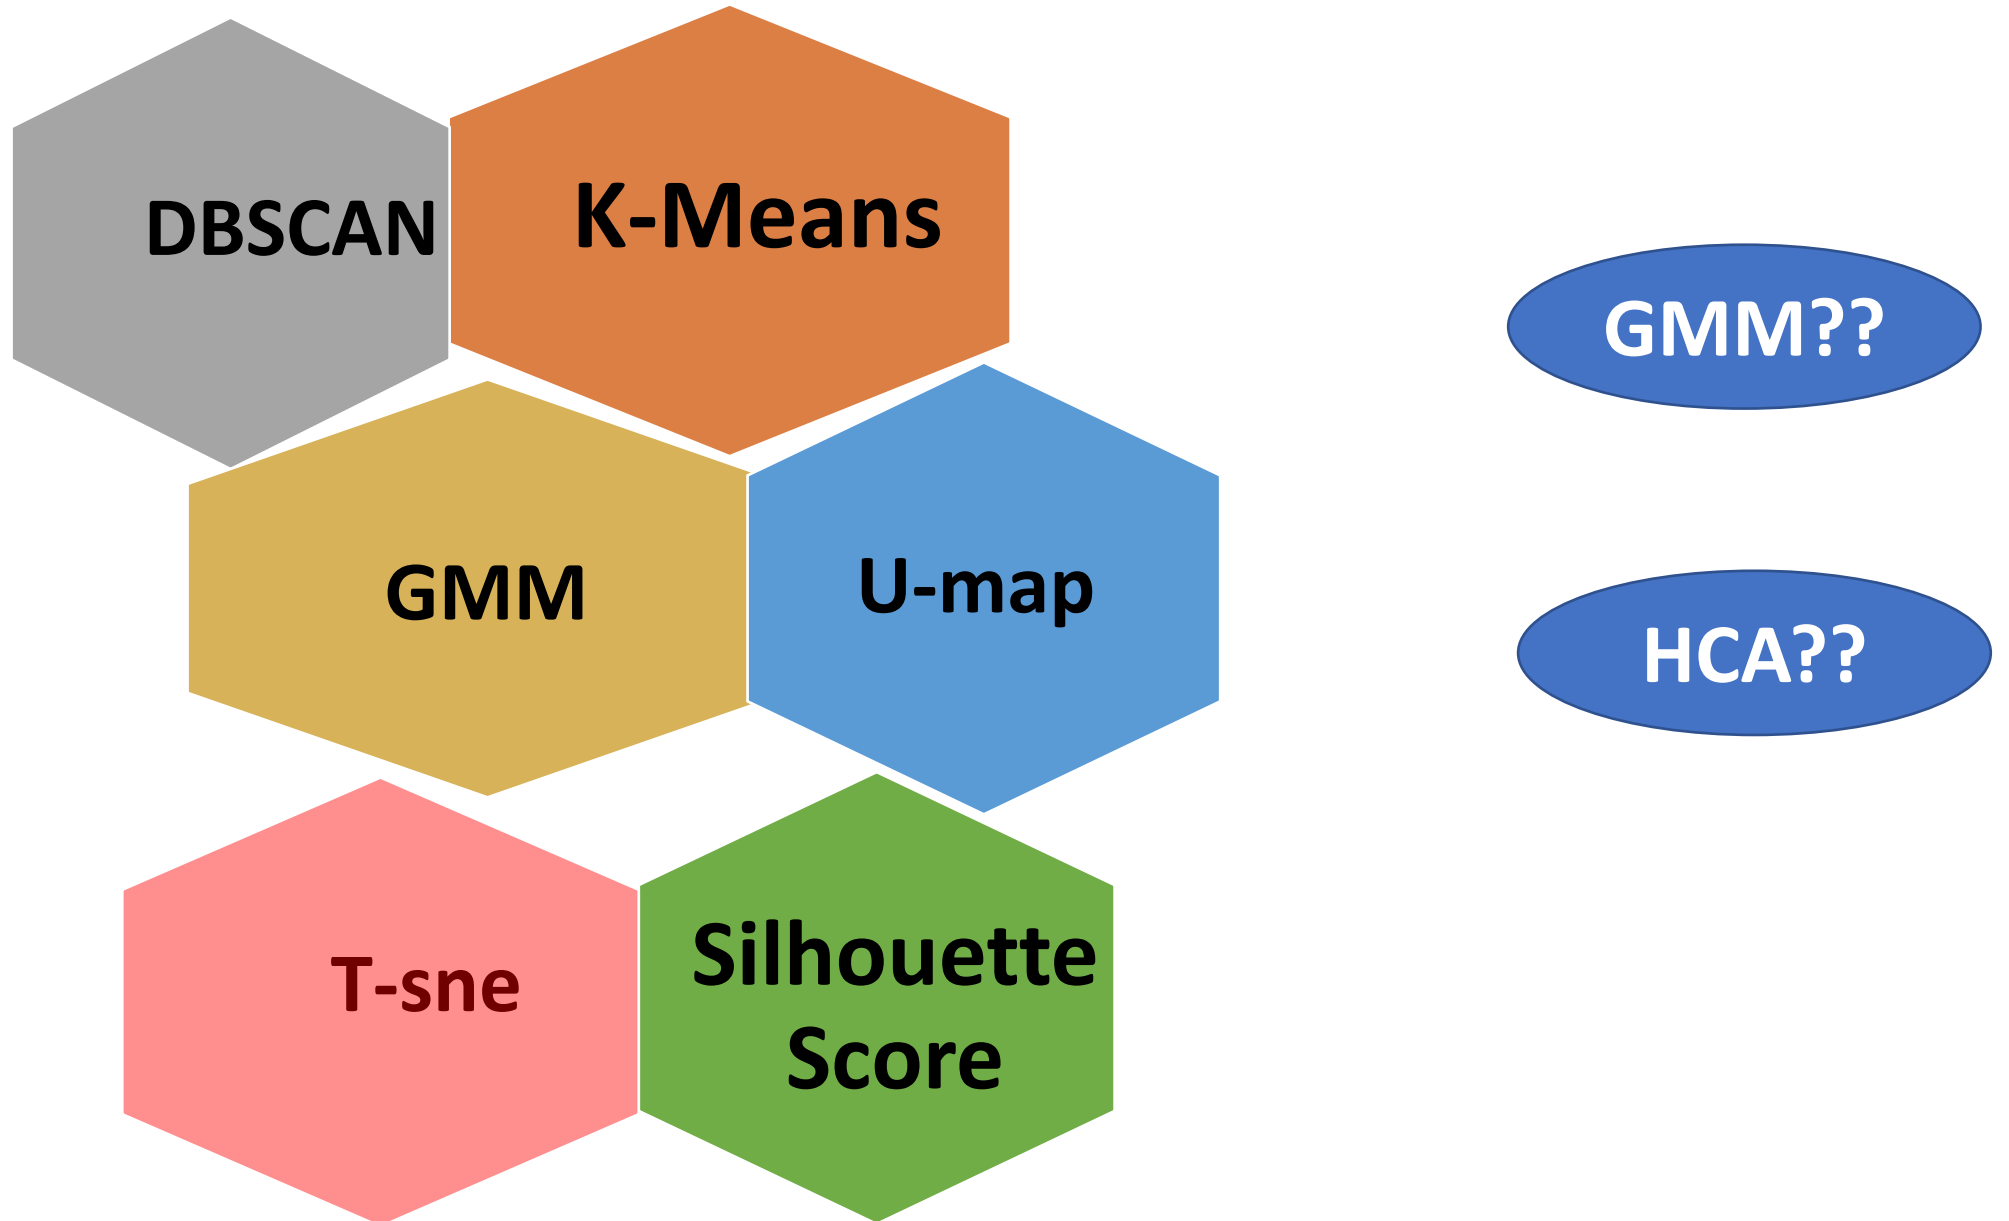 DBSCAN
K-Means
GMM??
GMM
U-map
HCA??
T-sne
Silhouette
Score